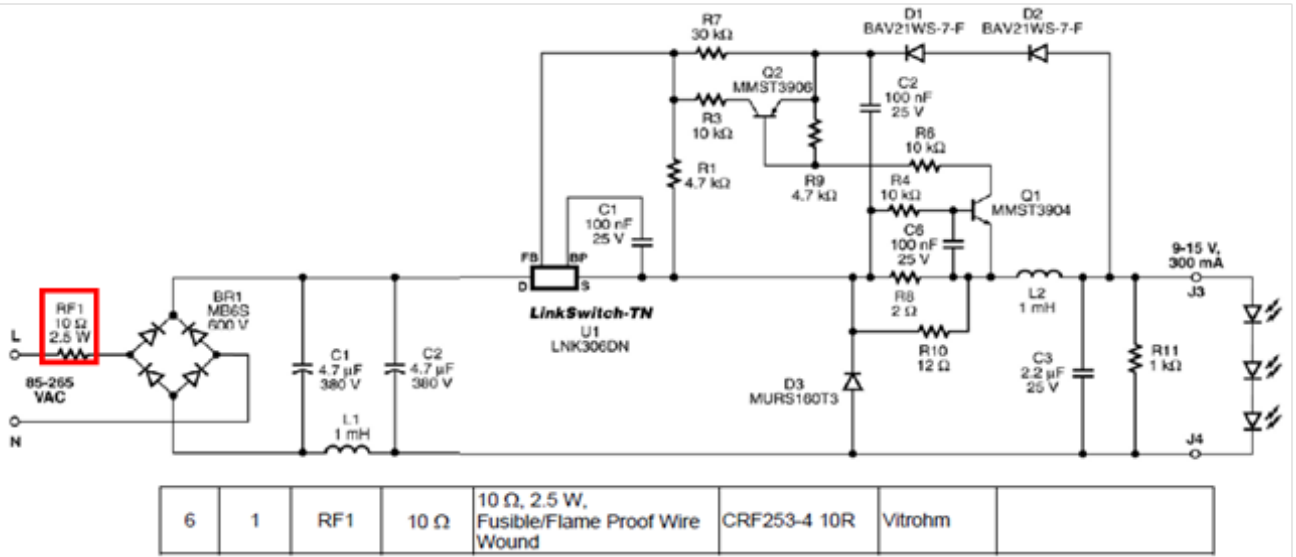 R7
30 kΩ
D1
BAV21WS-7-F
D2
BAV21WS-7-F
Q2
MMST3906
C2
100 nF
25 V
R3
10 kΩ
R6
10 kΩ
R1
4.7 kΩ
R9
4.7 kΩ
R4
10 kΩ
Q1
MMST3904
C1
100 nF
25 V
C6
100 nF
25 V
FB
BP
D
S
9-15 V,
300 mA
J3
RF1
10 Ω
2.5 W
BR1
MB6S
600 V
LinkSwitch-TN
U1
LNK306DN
R8
2 Ω
L2
1 mH
L
85-265
VAC
N
C1
4.7 µF
380 V
C2
4.7 µF
380 V
R10
12 Ω
C3
2.2 µF
25 V
R11
1 kΩ
D3
MURS160T3
L1
1 mH
J4
6 1 RF1 10 Ω 10 Ω, 2.5 W, CRF253-4 10R Vitrohm
Fusible/Flame Proof Wire
Wound